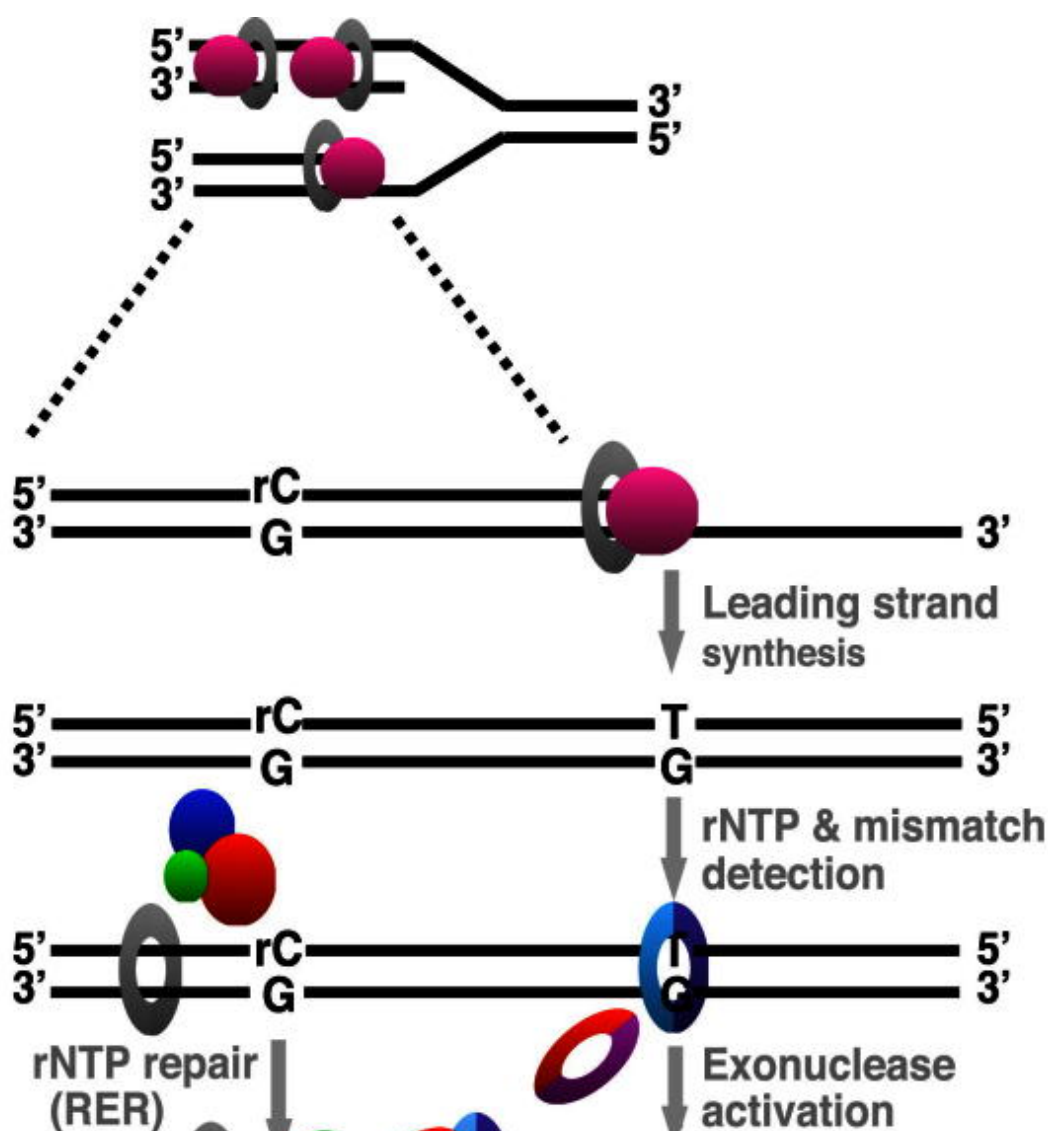 5’
3’
3’
5’
5’
3’
5’ rC
3’ G 3’
Leading strand
synthesis
5’ rC T 5’
3’ G G 3’
rNTP & mismatch
detection
5’ rC T 5’
3’ G G 3’
rNTP repair
(RER)
Exonuclease
activation